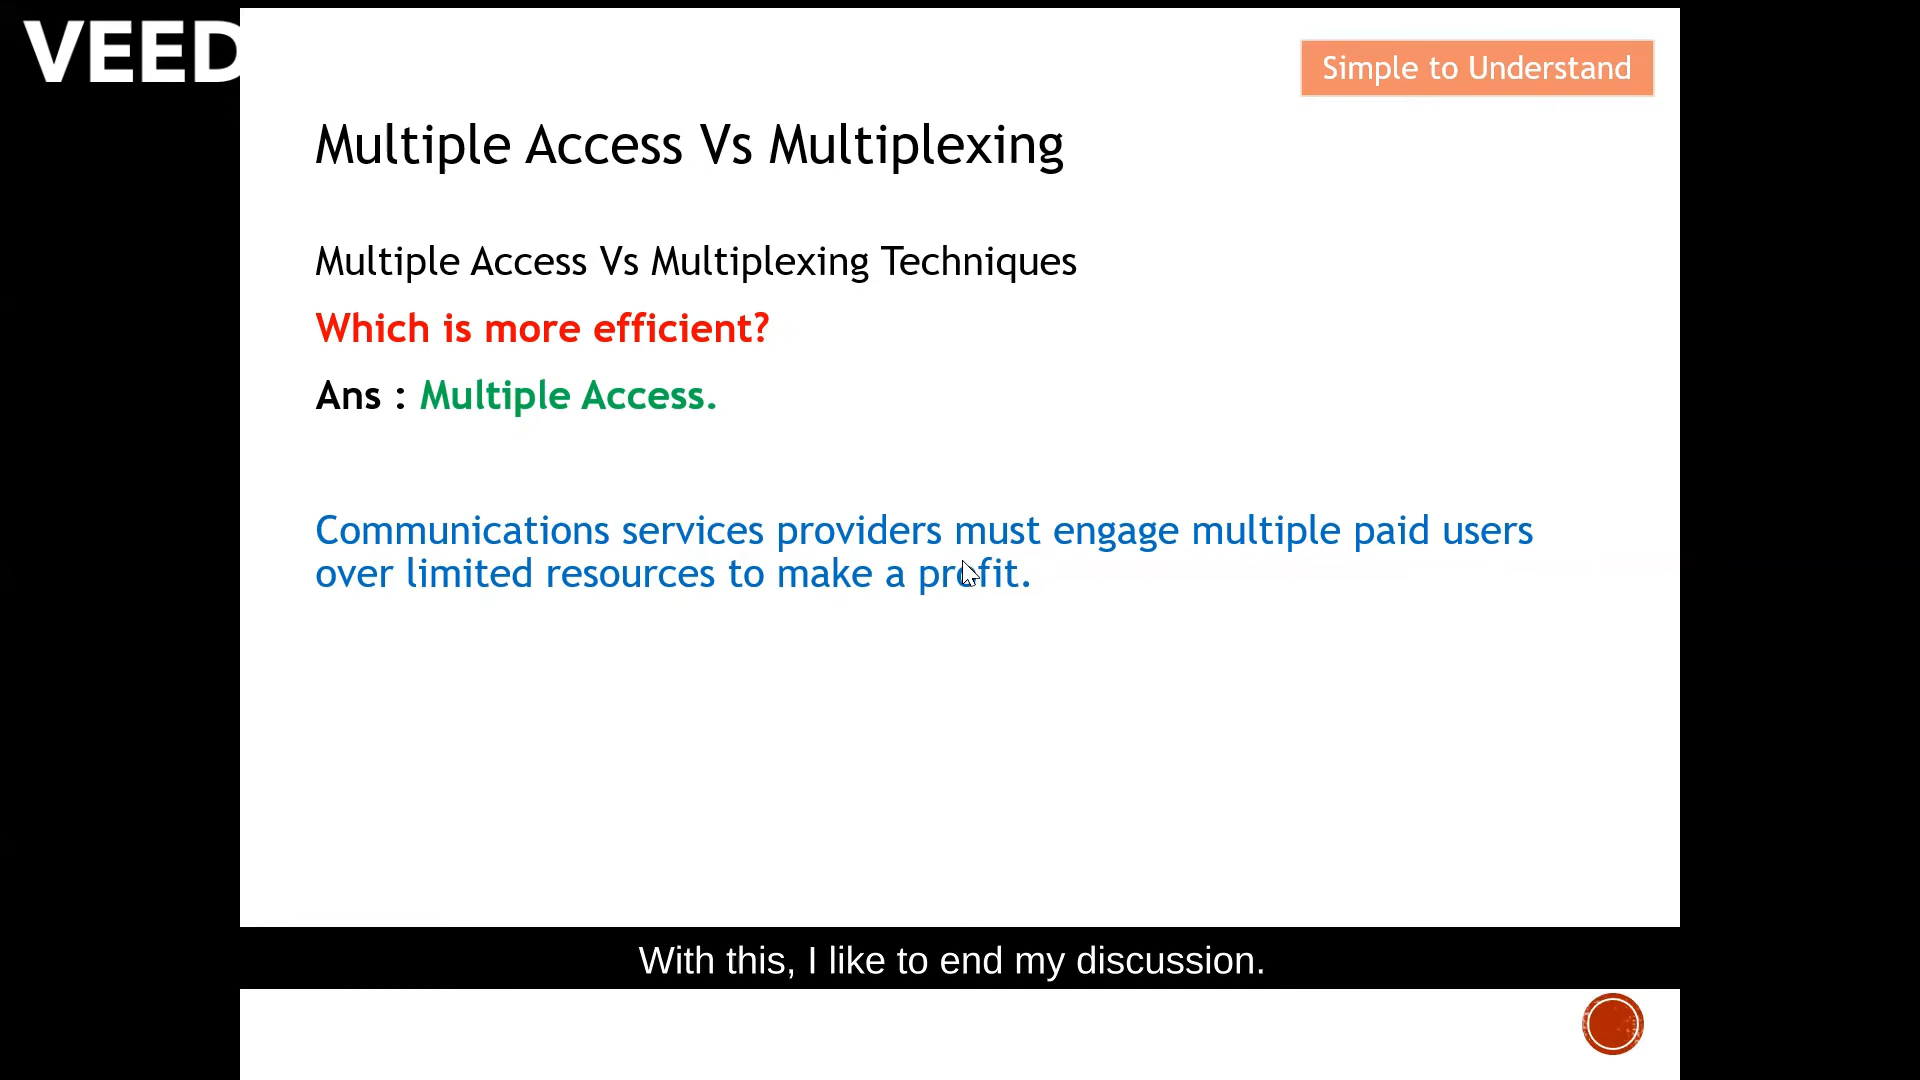 VEED
Simple to Understand
Multiple Access Vs Multiplexing
Multiple Access Vs Multiplexing Techniques
Which is more efficient?
Ans : Multiple Access.
Communications services providers must engage multiple paid users
over limited resources to make a profit.
With this, I like to end my discussion.